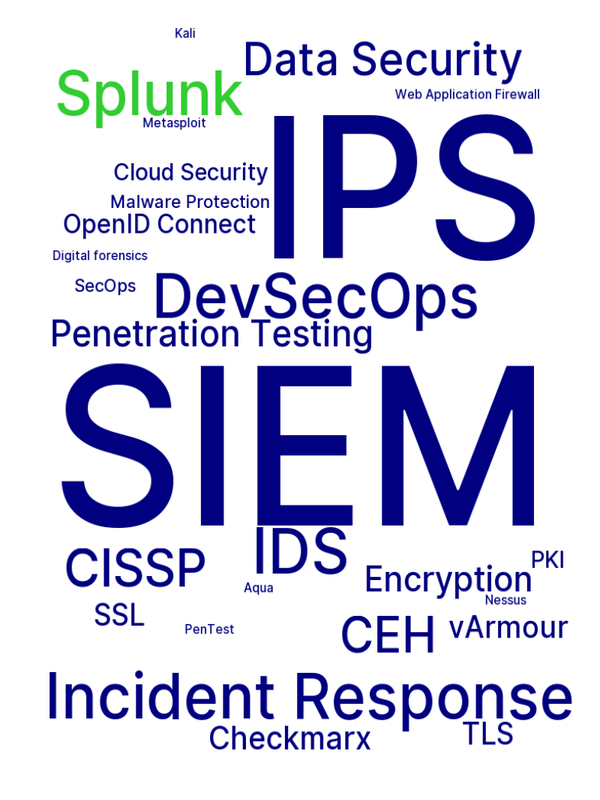 Kali
Data Security
Splunk
Web Application Firewall
Metasploit
IPS
Cloud Security
Malware Protection
OpenID Connect
Digital forensics
SecOps
DevSecOps
Penetration Testing
SIEM
IDS
CISSP
PKI
Encryption
Aqua
Nessus
SSL
PenTest
CEH
vArmour
Incident Response
Checkmarx
TLS